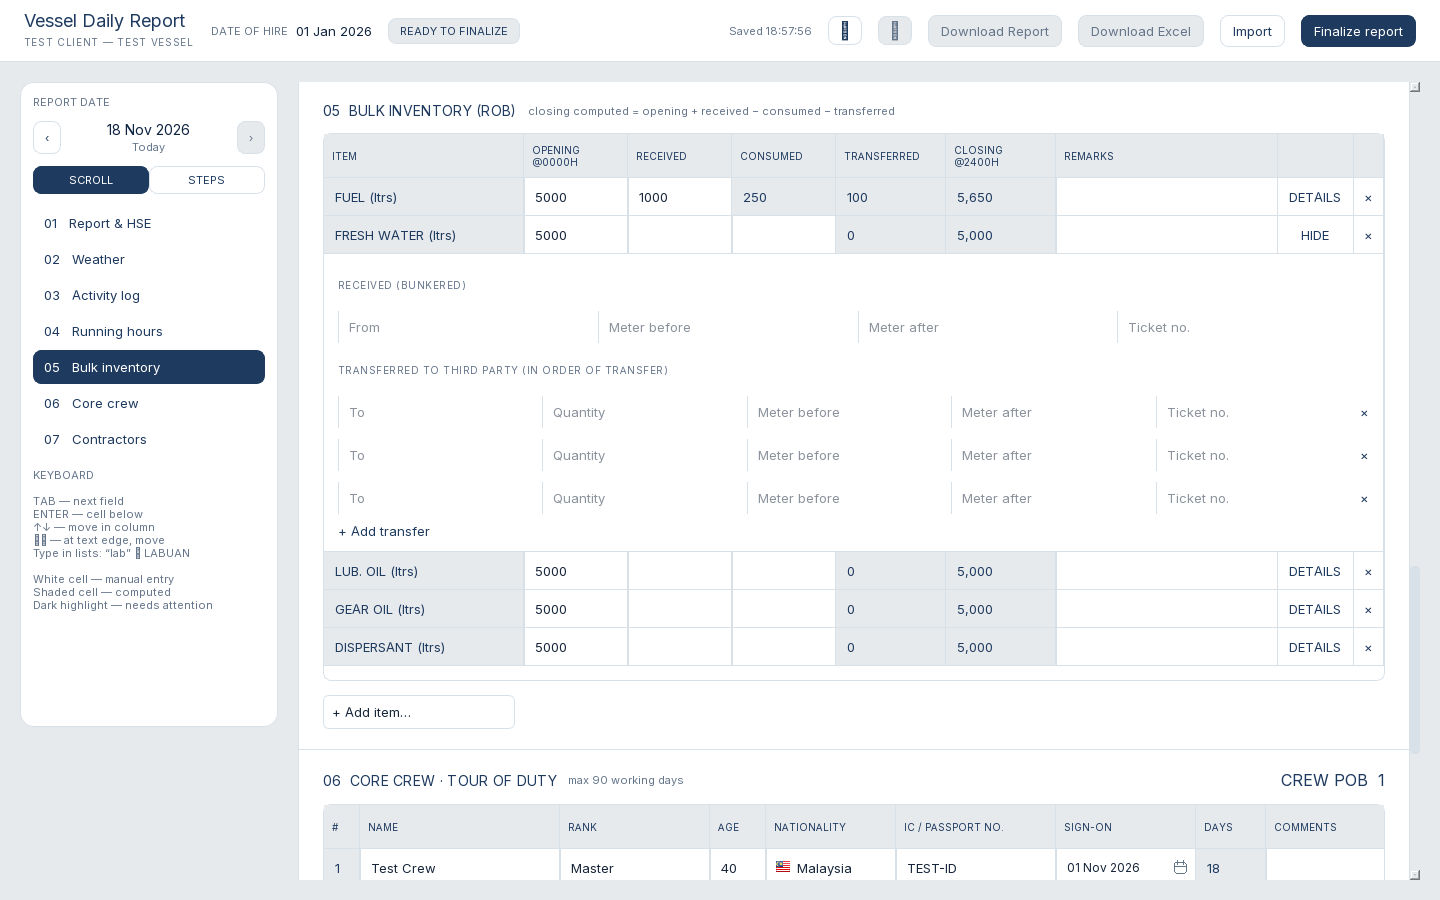 Vessel Daily Report
TEST CLIENT — TEST VESSEL
DATE OF HIRE 01 Jan 2026
READY TO FINALIZE
Saved 18:57:56
Download Report
Download Excel
Import
Finalize report
REPORT DATE
‹
18 Nov 2026
Today
›
SCROLL
STEPS
01 Report & HSE
02 Weather
03 Activity log
04 Running hours
05 Bulk inventory
06 Core crew
07 Contractors
KEYBOARD
TAB — next field
ENTER — cell below
↑↓ — move in column
— at text edge, move
Type in lists: “lab” LABUAN
White cell — manual entry
Shaded cell — computed
Dark highlight — needs attention
05 BULK INVENTORY (ROB) closing computed = opening + received − consumed − transferred
ITEM OPENING @0000H RECEIVED CONSUMED TRANSFERRED CLOSING @2400H REMARKS
FUEL (ltrs) 5000 1000 250 100 5,650 DETAILS ×
FRESH WATER (ltrs) 5000 0 5,000 HIDE ×
RECEIVED (BUNKERED)
From Meter before Meter after Ticket no.
TRANSFERRED TO THIRD PARTY (IN ORDER OF TRANSFER)
To Quantity Meter before Meter after Ticket no. ×
To Quantity Meter before Meter after Ticket no. ×
To Quantity Meter before Meter after Ticket no. ×
+ Add transfer
LUB. OIL (ltrs) 5000 0 5,000 DETAILS ×
GEAR OIL (ltrs) 5000 0 5,000 DETAILS ×
DISPERSANT (ltrs) 5000 0 5,000 DETAILS ×
+ Add item...
06 CORE CREW · TOUR OF DUTY max 90 working days CREW POB 1
# NAME RANK AGE NATIONALITY IC / PASSPORT NO. SIGN-ON DAYS COMMENTS
1 Test Crew Master 40 Malaysia TEST-ID 01 Nov 2026 18